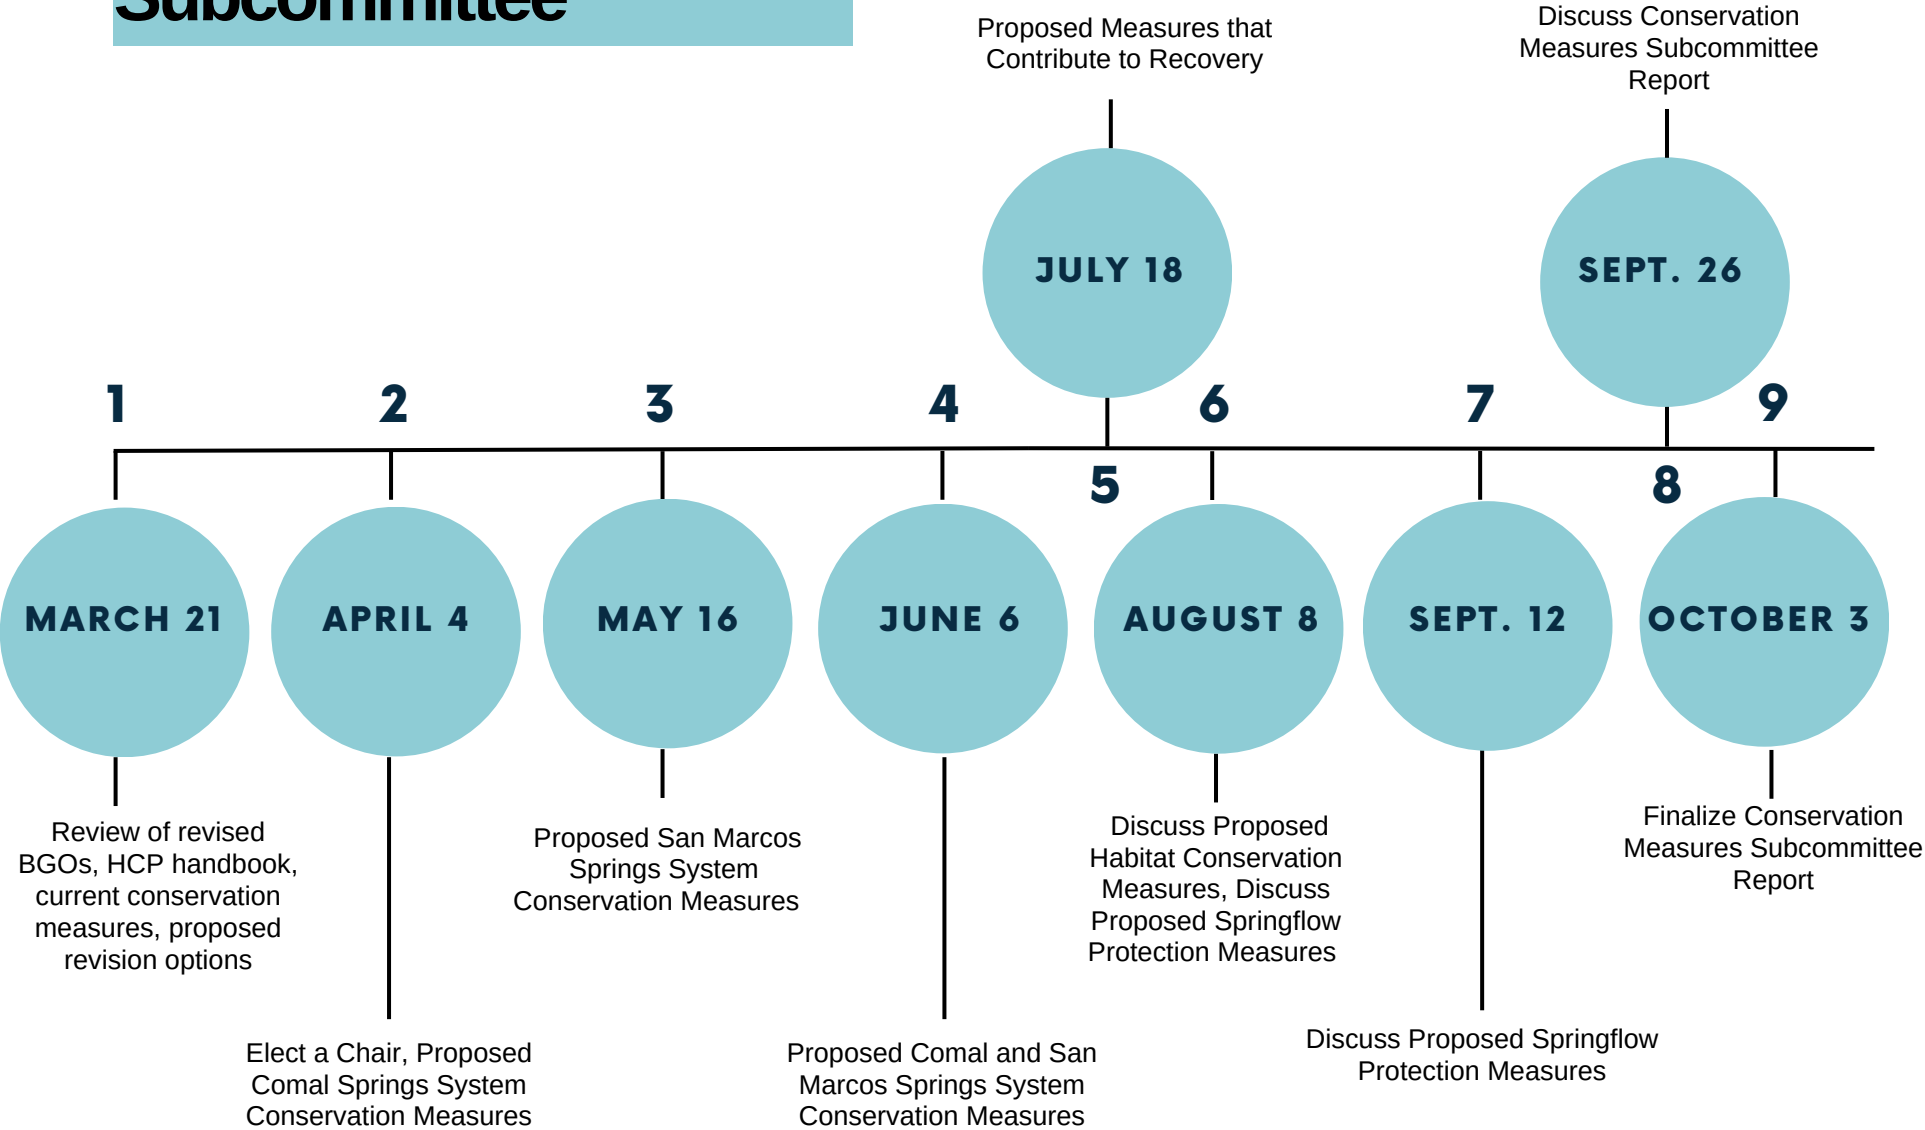 Subcommittee
Proposed Measures that
Contribute to Recovery
Discuss Conservation
Measures Subcommittee
Report
JULY 18
SEPT. 26
1
2
3
4
6
7
9
5
8
MARCH 21
APRIL 4
MAY 16
JUNE 6
AUGUST 8
SEPT. 12
OCTOBER 3
Review of revised
BGOs, HCP handbook,
current conservation
measures, proposed
revision options
Elect a Chair, Proposed
Comal Springs System
Conservation Measures
Proposed San Marcos
Springs System
Conservation Measures
Proposed Comal and San
Marcos Springs System
Conservation Measures
Discuss Proposed
Habitat Conservation
Measures, Discuss
Proposed Springflow
Protection Measures
Discuss Proposed Springflow
Protection Measures
Finalize Conservation
Measures Subcommittee
Report